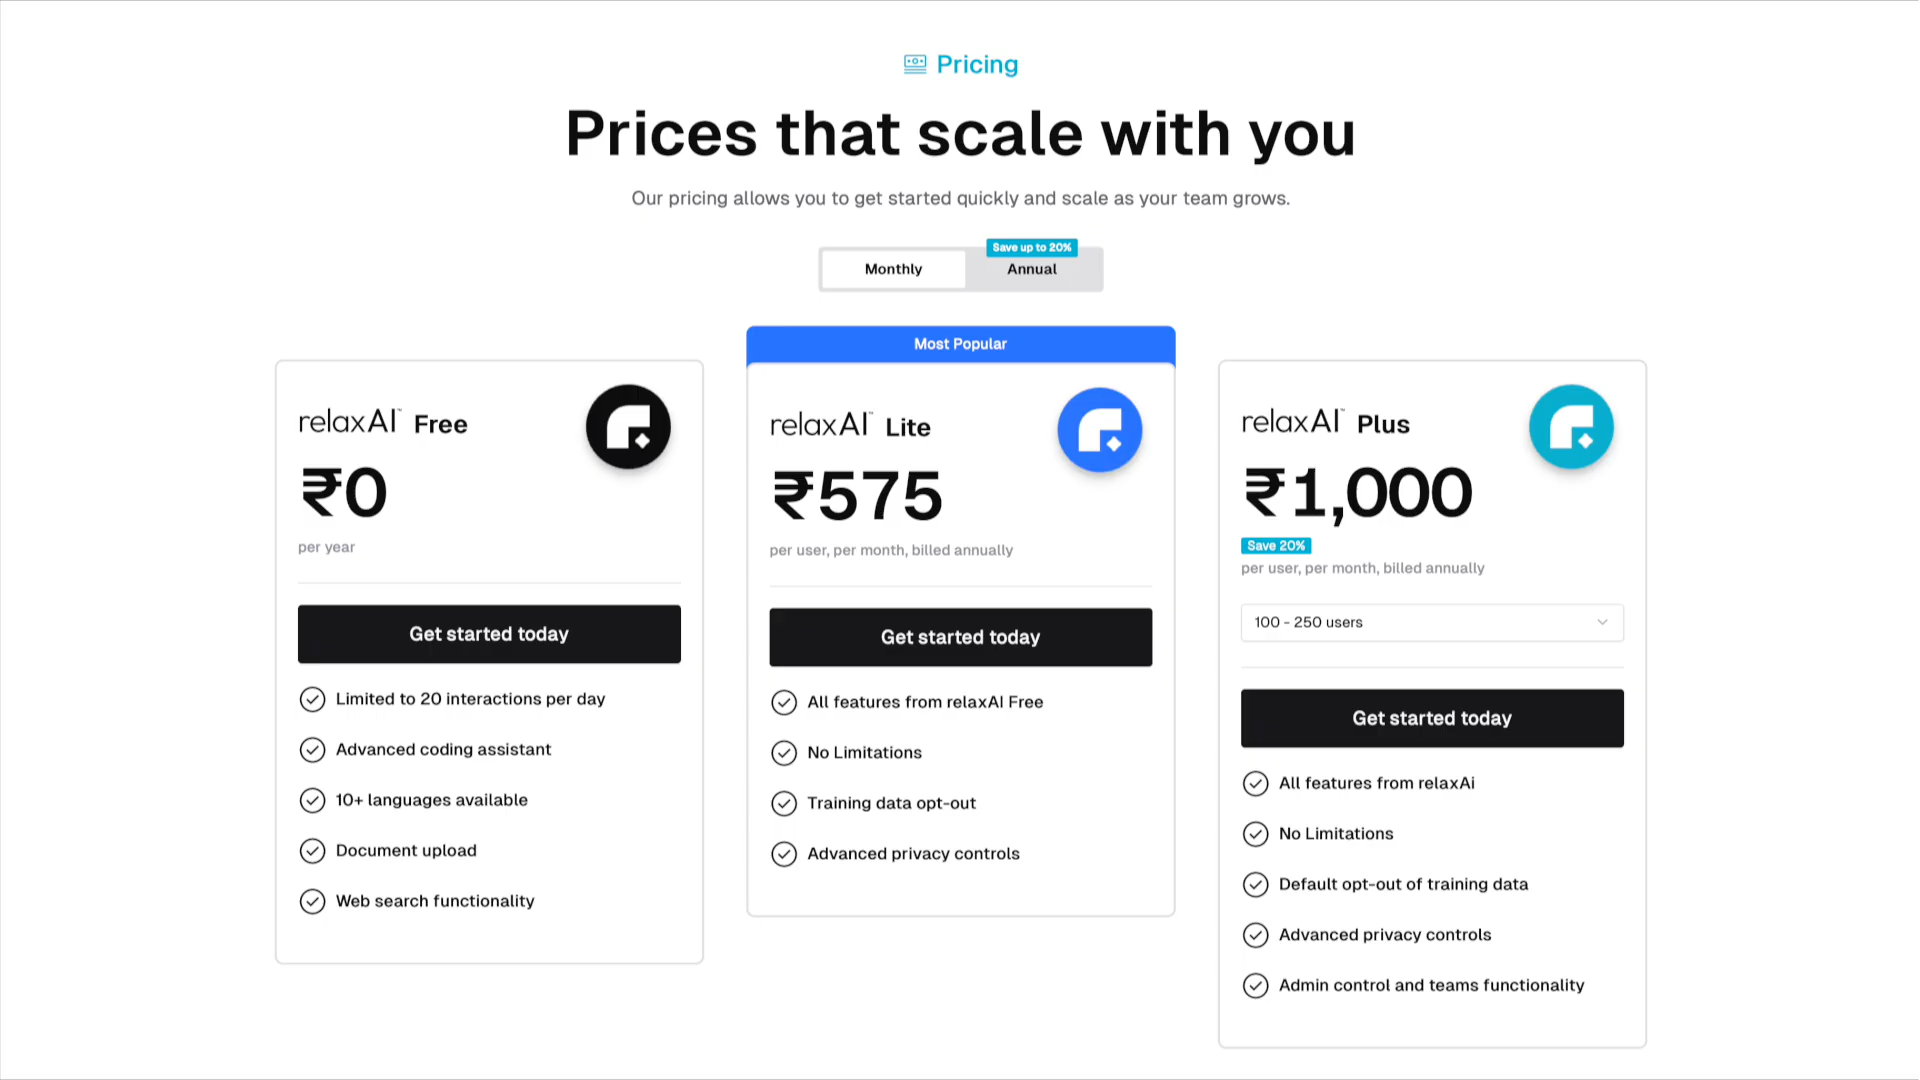 Pricing
Prices that scale with you
Our pricing allows you to get started quickly and scale as your team grows.
Save up to 20%
Monthly
Annual
relaxAI™ Free
₹0
per year
Get started today
Limited to 20 interactions per day
Advanced coding assistant
10+ languages available
Document upload
Web search functionality
Most Popular
relaxAI™ Lite
₹575
per user, per month, billed annually
Get started today
All features from relaxAI Free
No Limitations
Training data opt-out
Advanced privacy controls
relaxAI™ Plus
₹1,000
Save 20%
per user, per month, billed annually
100 - 250 users
Get started today
All features from relaxAi
No Limitations
Default opt-out of training data
Advanced privacy controls
Admin control and teams functionality